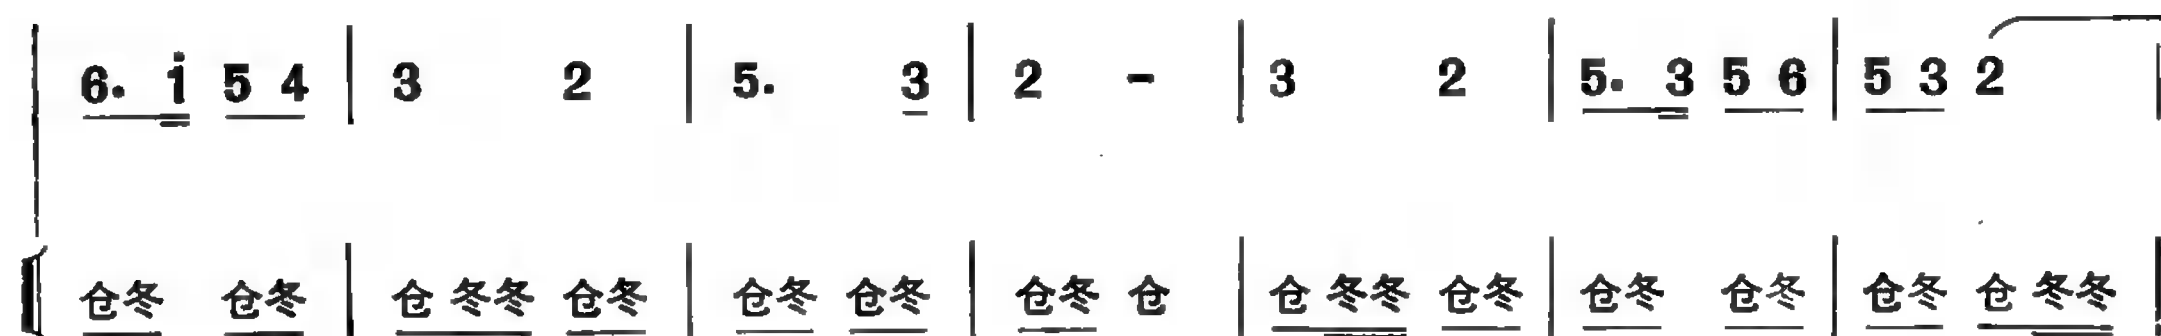 6. i̇ 5 4 | 3 2 | 5. 3 | 2 - | 3 2 | 5. 3 5 6 | 5 3 2 |
仓冬 仓冬 | 仓 冬冬 仓冬 | 仓冬 仓冬 | 仓冬 仓 | 仓 冬冬 仓冬 | 仓冬 仓冬 | 仓冬 仓 冬冬 |